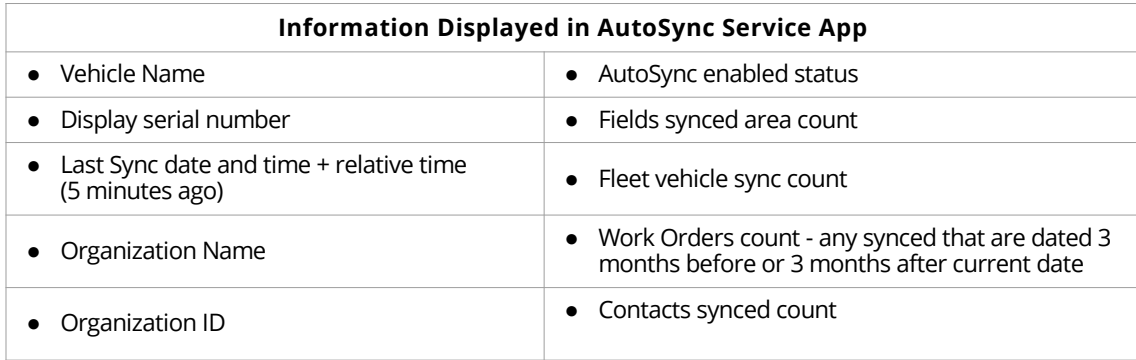 Information Displayed in AutoSync Service App
● Vehicle Name
● AutoSync enabled status
● Display serial number
● Fields synced area count
● Last Sync date and time + relative time
(5 minutes ago)
● Fleet vehicle sync count
● Organization Name
● Work Orders count - any synced that are dated 3
months before or 3 months after current date
● Organization ID
● Contacts synced count